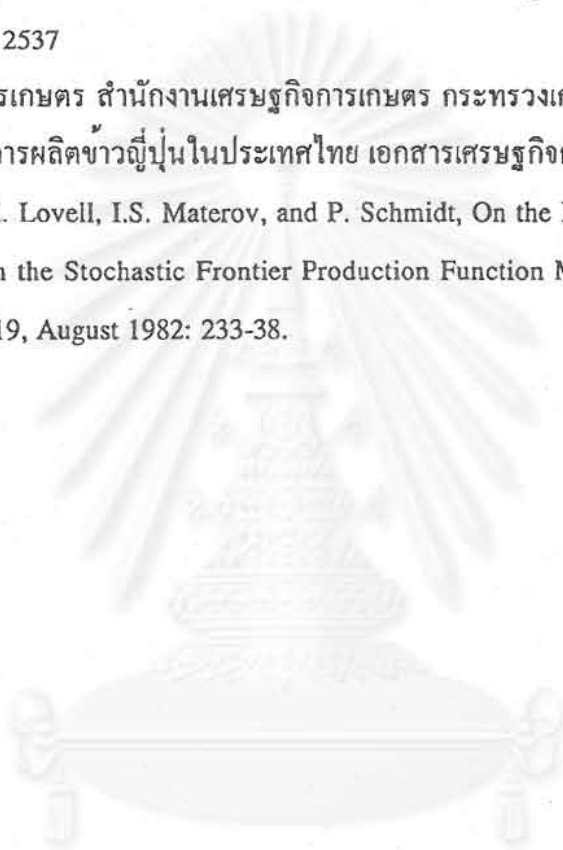 2537
รเกษตร สำนักงานเศรษฐกิจการเกษตร กระทรวงเก
การผลิตข้าวญี่ปุ่นในประเทศไทย เอกสารเศรษฐกิจ
. Lovell, I.S. Materov, and P. Schmidt, On the
the Stochastic Frontier Production Function
19, August 1982: 233-38.